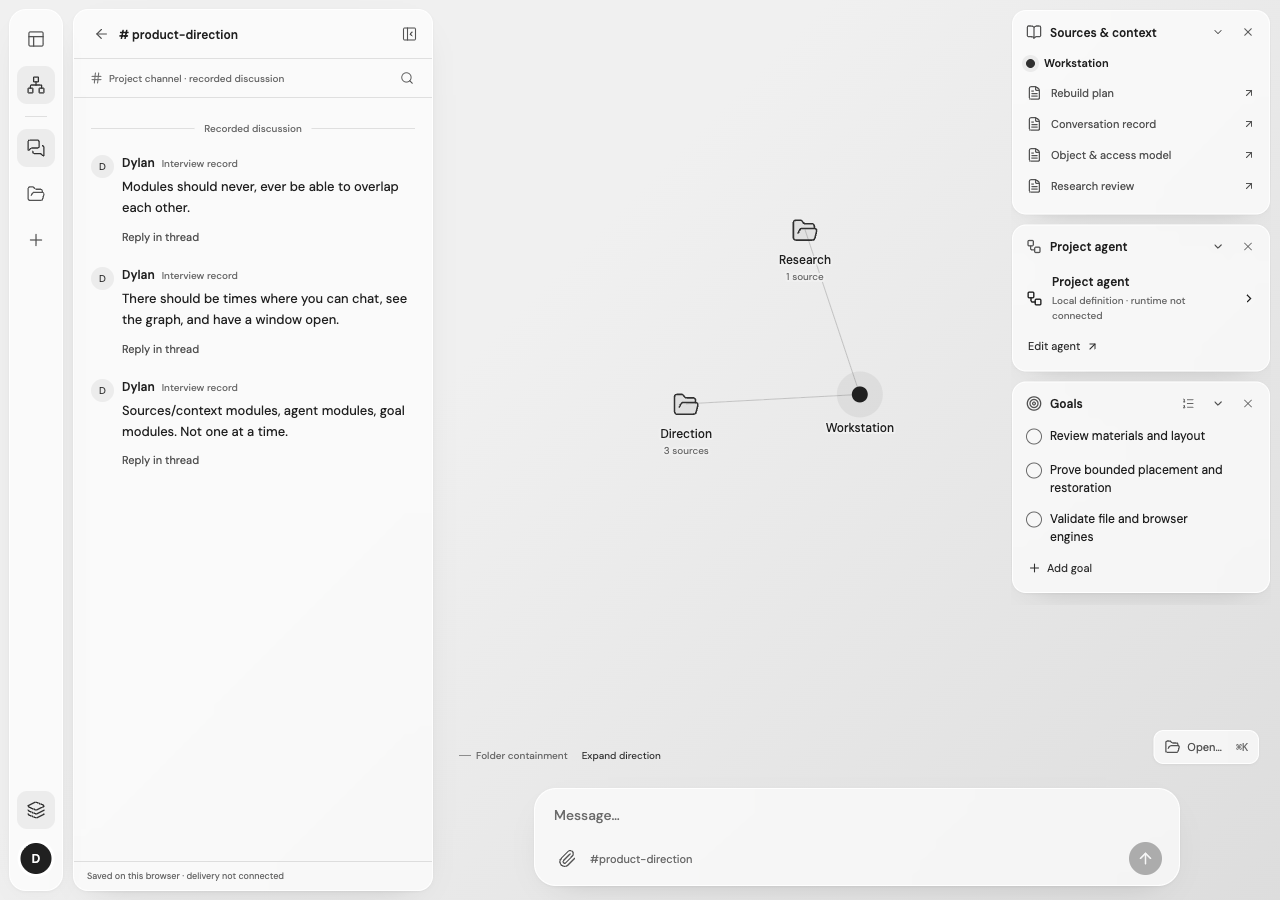 # product-direction
Project channel · recorded discussion
Recorded discussion
D
Dylan Interview record
Modules should never, ever be able to overlap
each other.
Reply in thread
D
Dylan Interview record
There should be times where you can chat, see
the graph, and have a window open.
Reply in thread
D
Dylan Interview record
Sources/context modules, agent modules, goal
modules. Not one at a time.
Reply in thread
Saved on this browser · delivery not connected
D
Research
1 source
Direction
3 sources
Workstation
Folder containment Expand direction
Open... ⌘K
Message...
#product-direction
Sources & context
Workstation
Rebuild plan
Conversation record
Object & access model
Research review
Project agent
Project agent
Local definition · runtime not
connected
Edit agent
Goals
Review materials and layout
Prove bounded placement and
restoration
Validate file and browser
engines
Add goal